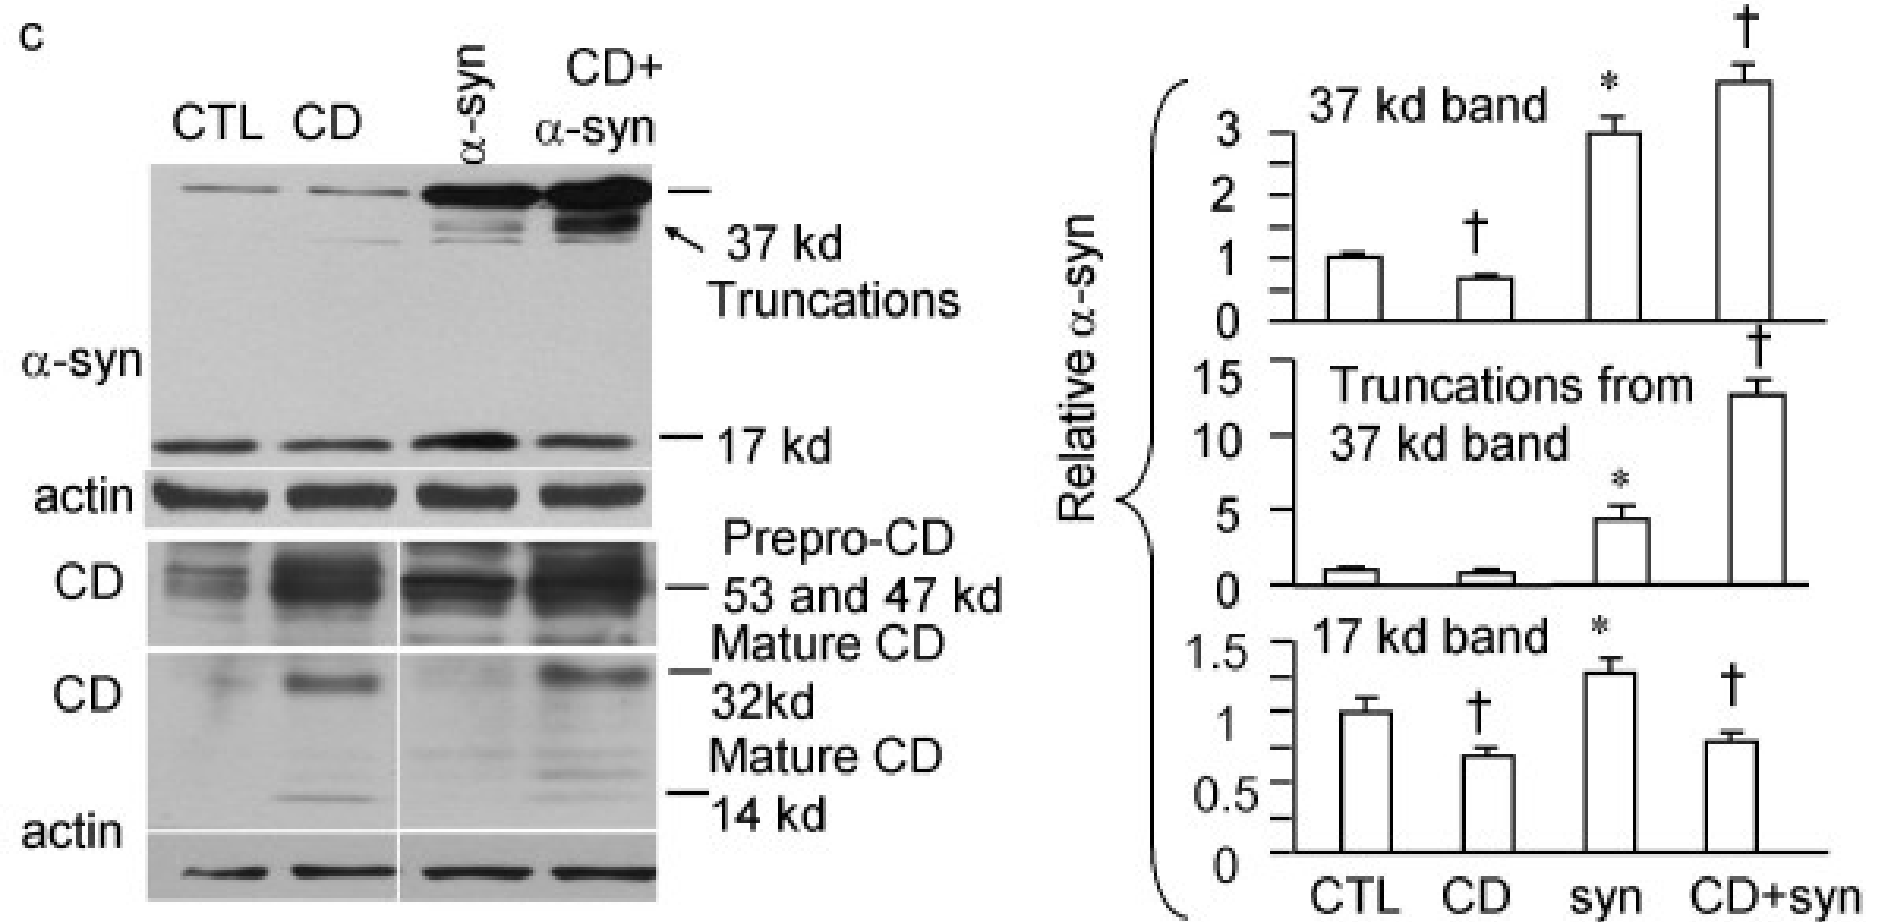 c
CTL CD α-syn CD+
α-syn
37 kd
Truncations
α-syn
17 kd
actin
Prepro-CD
CD
53 and 47 kd
Mature CD
CD
32kd
Mature CD
14 kd
actin
Relative α-syn
†
37 kd band *
3
2
†
1
0
†
15
Truncations from
10
37 kd band
*
5
0
17 kd band *
1.5
†
†
1
0.5
0
CTL CD syn CD+syn